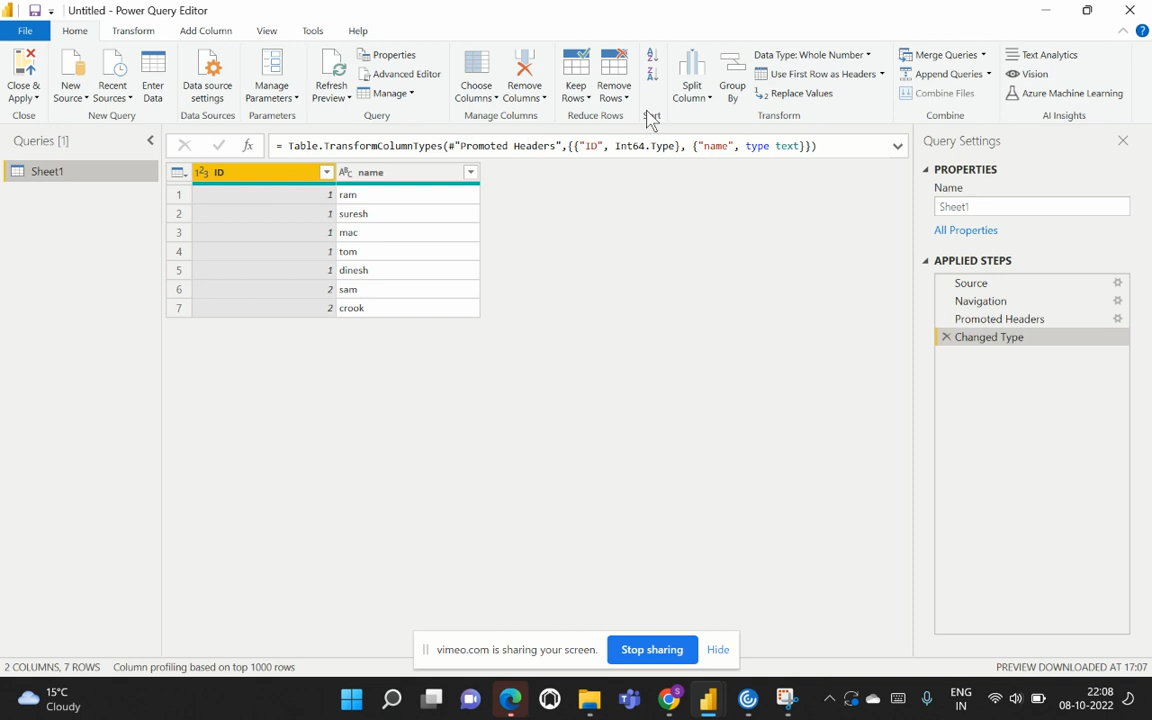 Untitled - Power Query Editor
File Home Transform Add Column View Tools Help
Close & Apply
Close
New Source
Recent Sources
Enter Data
New Query
Data source settings
Data Sources
Manage Parameters
Parameters
Refresh Preview
Properties
Advanced Editor
Manage
Query
Choose Columns
Remove Columns
Manage Columns
Keep Rows
Remove Rows
Reduce Rows
Split Column
Group By
Data Type: Whole Number
Use First Row as Headers
Replace Values
Transform
Merge Queries
Append Queries
Combine Files
Combine
Text Analytics
Vision
Azure Machine Learning
AI Insights
Queries [1]
Sheet1
= Table.TransformColumnTypes(#"Promoted Headers",{{"ID", Int64.Type}, {"name", type text}})
ID name
1 1 ram
2 1 suresh
3 1 mac
4 1 tom
5 1 dinesh
6 2 sam
7 2 crook
Query Settings
PROPERTIES
Name
Sheet1
All Properties
APPLIED STEPS
Source
Navigation
Promoted Headers
Changed Type
vimeo.com is sharing your screen. Stop sharing Hide
2 COLUMNS, 7 ROWS Column profiling based on top 1000 rows
PREVIEW DOWNLOADED AT 17:07
15°C
Cloudy
ENG
IN
22:08
08-10-2022